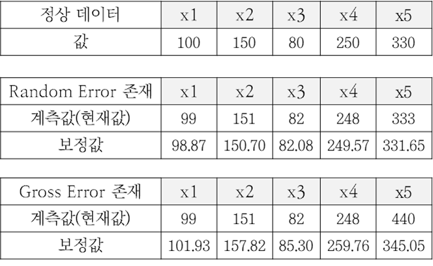 정상 데이터 x1 x2 x3 x4 x5
값 100 150 80 250 330
Random Error 존재 x1 x2 x3 x4 x5
계측값(현재값) 99 151 82 248 333
보정값 98.87 150.70 82.08 249.57 331.65
Gross Error 존재 x1 x2 x3 x4 x5
계측값(현재값) 99 151 82 248 440
보정값 101.93 157.82 85.30 259.76 345.05